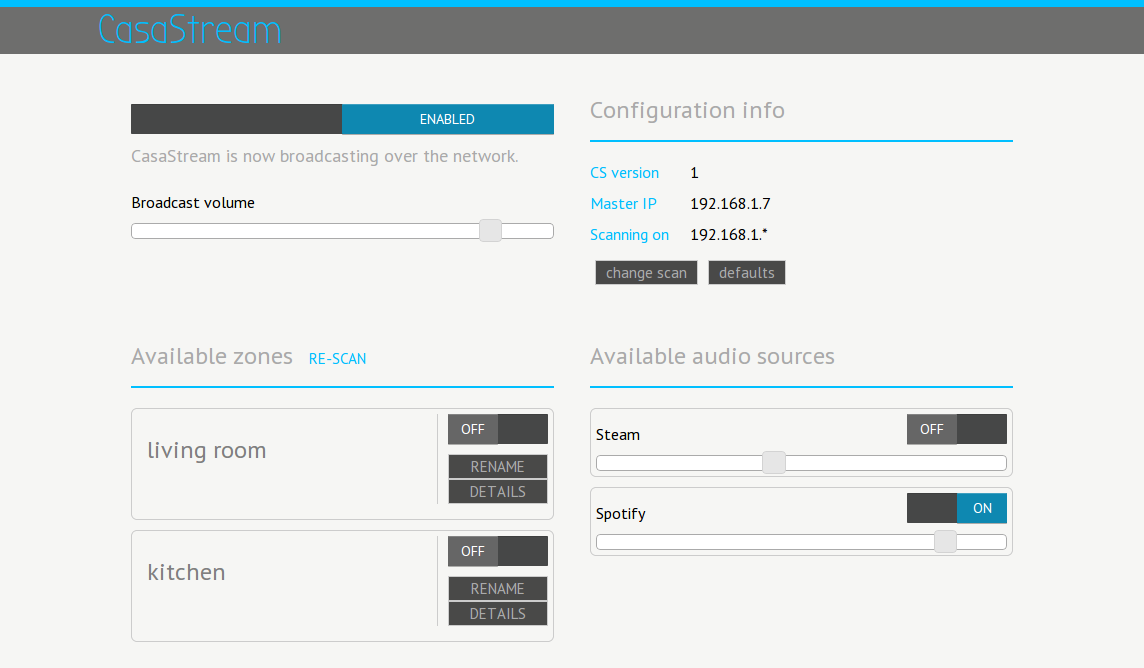 CasaStream
ENABLED
CasaStream is now broadcasting over the network.
Broadcast volume
Configuration info
CS version 1
Master IP 192.168.1.7
Scanning on 192.168.1.*
change scan defaults
Available zones RE-SCAN
living room
OFF
RENAME
DETAILS
kitchen
OFF
RENAME
DETAILS
Available audio sources
Steam OFF
Spotify ON